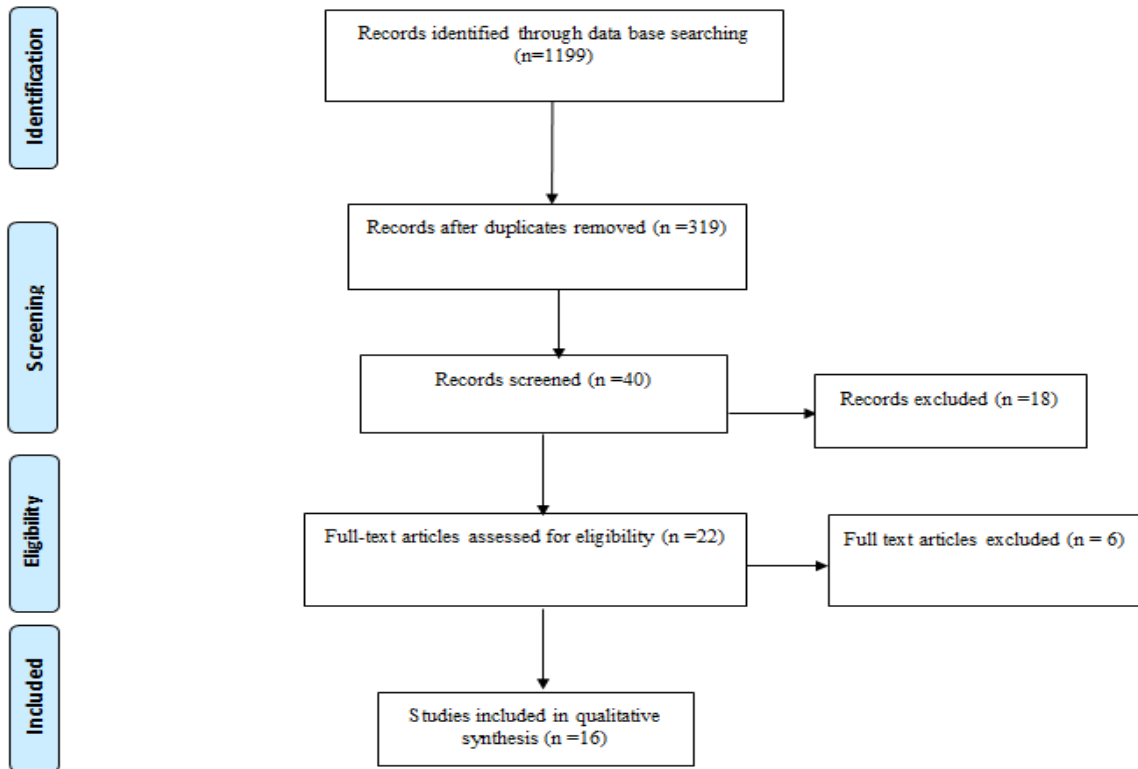 Identification
Records identified through data base searching
(n=1199)
Records after duplicates removed (n =319)
Screening
Records screened (n =40)
Records excluded (n =18)
Eligibility
Full-text articles assessed for eligibility (n =22)
Full text articles excluded (n = 6)
Included
Studies included in qualitative
synthesis (n =16)